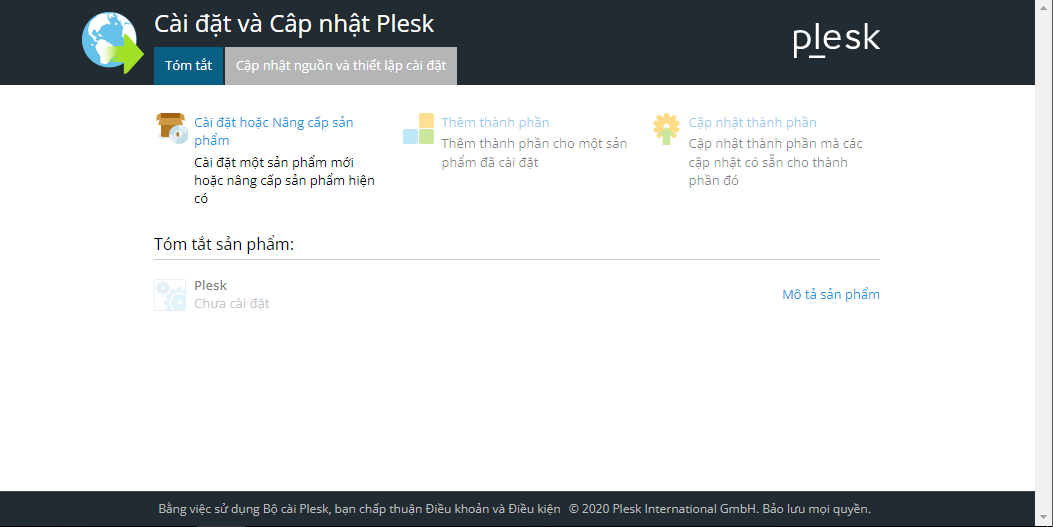 Cài đặt và Cập nhật Plesk
plesk
Tóm tắt
Cập nhật nguồn và thiết lập cài đặt
Cài đặt hoặc Nâng cấp sản
phẩm
Cài đặt một sản phẩm mới
hoặc nâng cấp sản phẩm hiện
có
Thêm thành phần
Thêm thành phần cho một sản
phẩm đã cài đặt
Cập nhật thành phần
Cập nhật thành phần mà các
cập nhật có sẵn cho thành
phần đó
Tóm tắt sản phẩm:
Plesk
Chưa cài đặt
Mô tả sản phẩm
Bằng việc sử dụng Bộ cài Plesk, bạn chấp thuận Điều khoản và Điều kiện © 2020 Plesk International GmbH. Bảo lưu mọi quyền.